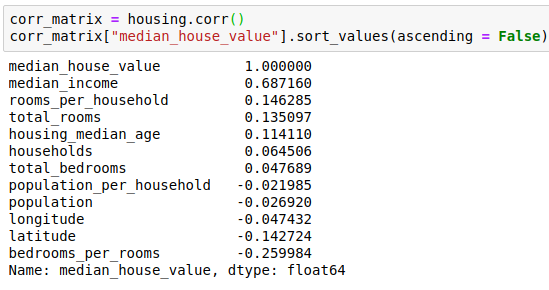 corr_matrix = housing.corr()
corr_matrix["median_house_value"].sort_values(ascending = False)
median_house_value 1.000000
median_income 0.687160
rooms_per_household 0.146285
total_rooms 0.135097
housing_median_age 0.114110
households 0.064506
total_bedrooms 0.047689
population_per_household -0.021985
population -0.026920
longitude -0.047432
latitude -0.142724
bedrooms_per_rooms -0.259984
Name: median_house_value, dtype: float64